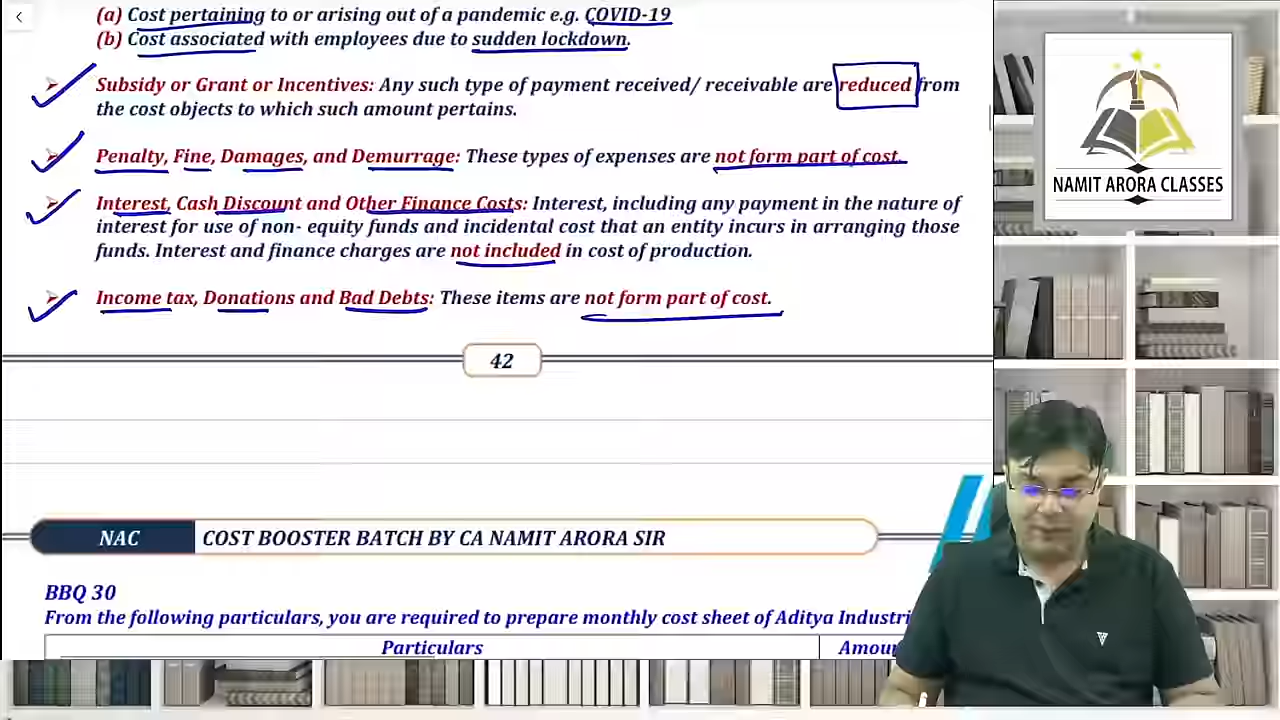 (a) Cost pertaining to or arising out of a pandemic e.g. COVID-19
(b) Cost associated with employees due to sudden lockdown.
Subsidy or Grant or Incentives: Any such type of payment received/ receivable are reduced from
the cost objects to which such amount pertains.
Penalty, Fine, Damages, and Demurrage: These types of expenses are not form part of cost.
Interest, Cash Discount and Other Finance Costs: Interest, including any payment in the nature of
interest for use of non- equity funds and incidental cost that an entity incurs in arranging those
funds. Interest and finance charges are not included in cost of production.
Income tax, Donations and Bad Debts: These items are not form part of cost.
42
NAC COST BOOSTER BATCH BY CA NAMIT ARORA SIR
BBQ 30
From the following particulars, you are required to prepare monthly cost sheet of Aditya
Particulars
NAMIT ARORA CLASSES